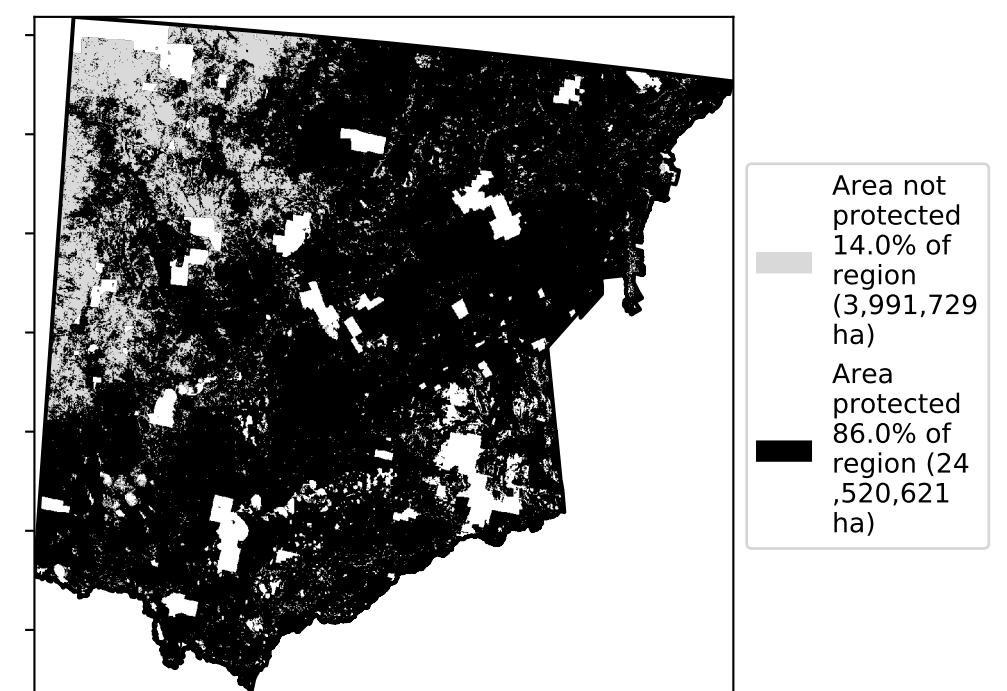 Area not
protected
14.0% of
region
(3,991,729
ha)
Area
protected
86.0% of
region (24
,520,621
ha)